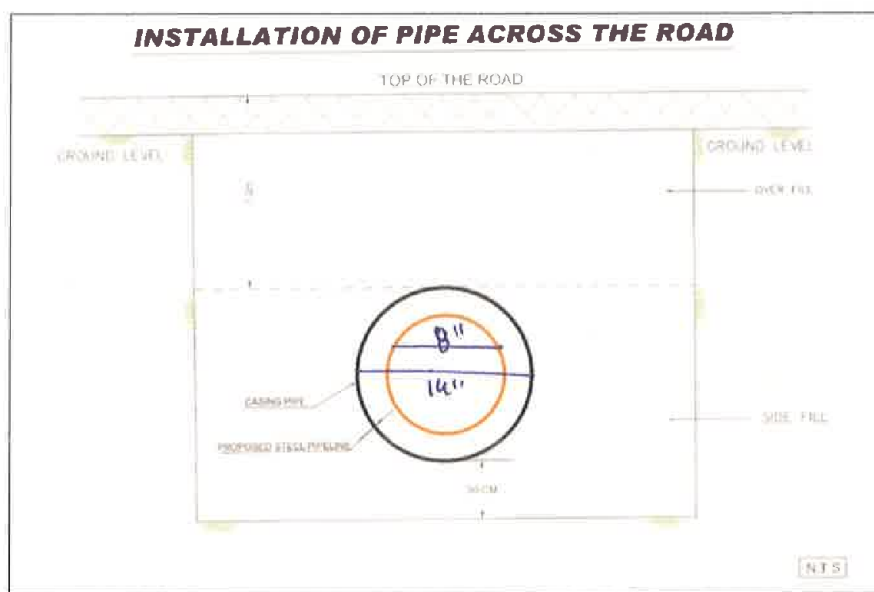 INSTALLATION OF PIPE ACROSS THE ROAD
TOP OF THE ROAD
GROUND LEVEL
GROUND LEVEL
OVER FILL
8"
14"
CASING PIPE
PROPOSED STEEL PIPELINE
SIDE FILL
N.T.S